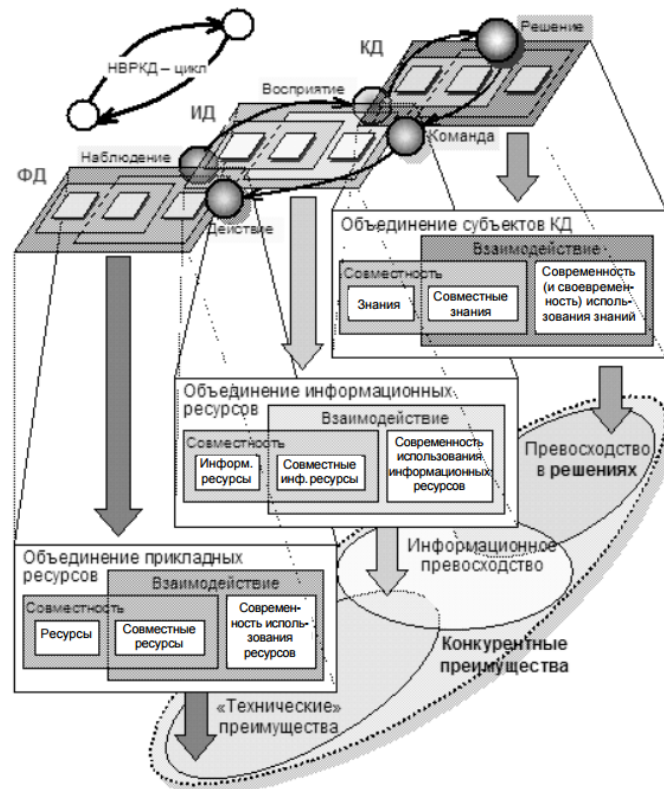 Решение
КД
НВРКД – цикл
Восприятие
ИД
Команда
Наблюдение
ФД
Действие
Объединение субъектов КД
Взаимодействие
Совместность
Знания
Совместные
знания
Современность
(и своевремен-
ность) исполь-
зования знаний
Объединение информационных
ресурсов
Взаимодействие
Совместность
Информ.
ресурсы
Совместные
инф. ресурсы
Современность
использования
информационных
ресурсов
Превосходство
в решениях
Объединение прикладных
ресурсов
Взаимодействие
Совместность
Ресурсы
Совместные
ресурсы
Современ-
ность исполь-
зования
ресурсов
Информационное
превосходство
Конкурентные
преимущества
«Технические»
преимущества